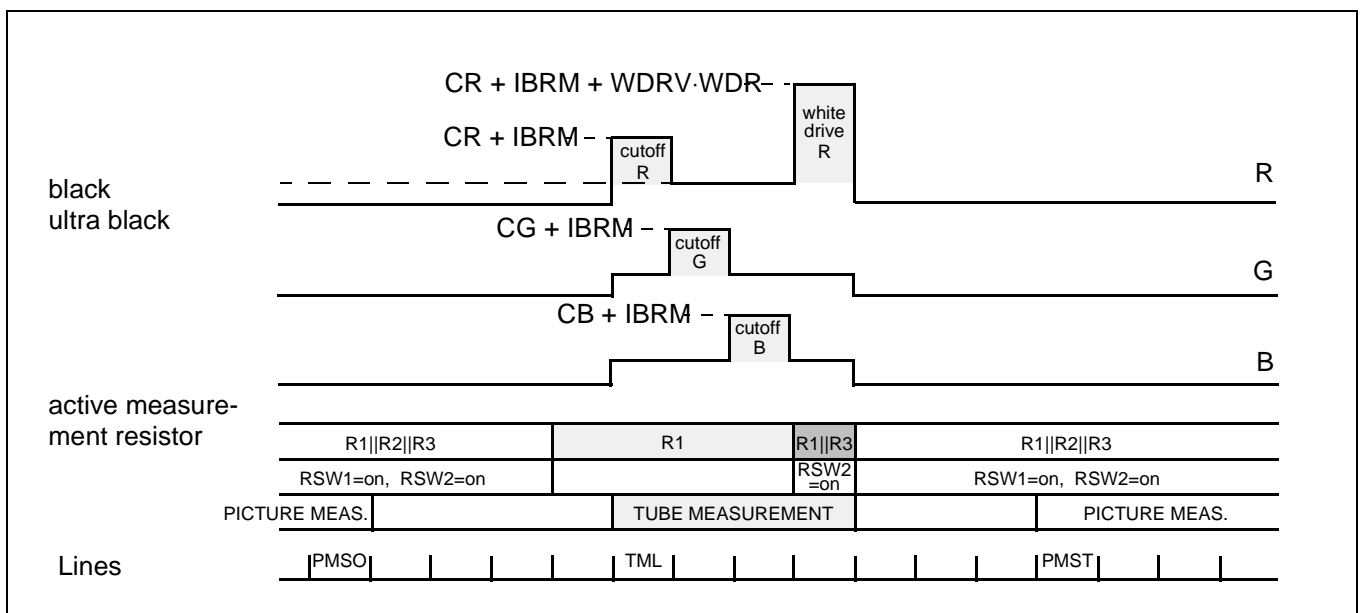 CR + IBRM + WDRV·WDR
white
drive
R
CR + IBRM
cutoff
R
black
ultra black
R
CG + IBRM
cutoff
G
G
CB + IBRM
cutoff
B
B
active measure-
ment resistor
R1||R2||R3
R1
R1||R3
R1||R2||R3
RSW1=on, RSW2=on
RSW2
=on
RSW1=on, RSW2=on
PICTURE MEAS.
TUBE MEASUREMENT
PICTURE MEAS.
Lines
PMSO
TML
PMST